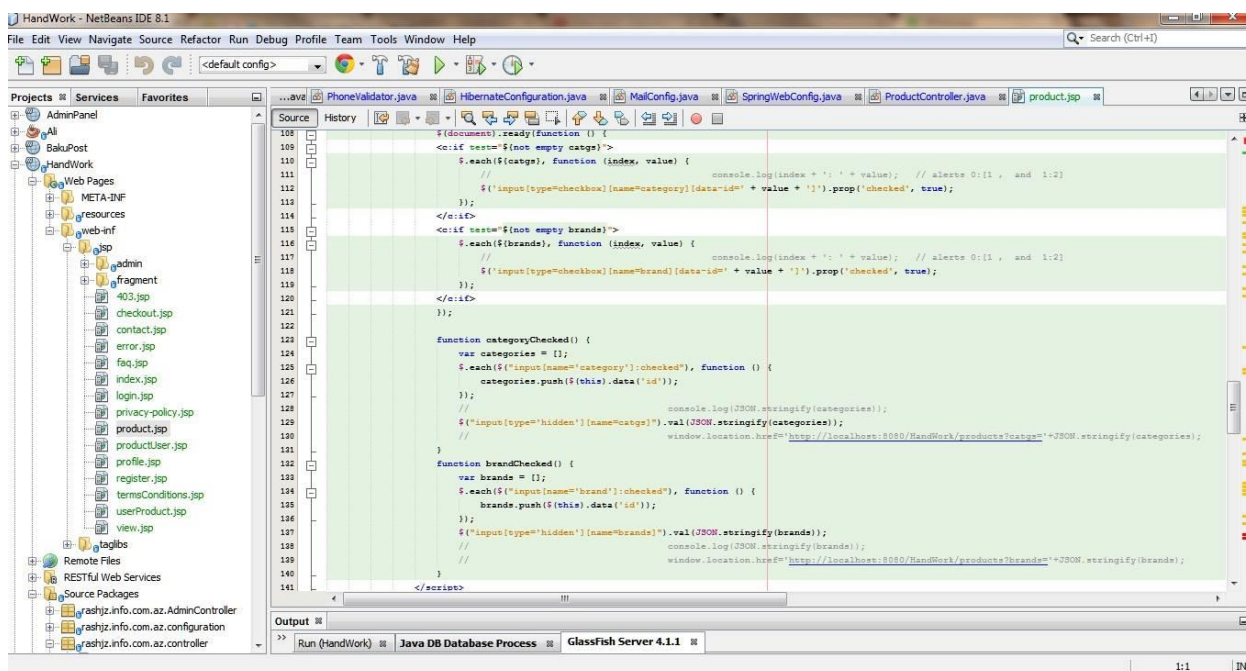 HandWork - NetBeans IDE 8.1
File Edit View Navigate Source Refactor Run Debug Profile Team Tools Window Help
Search (Ctrl+I)
<default config>
Projects Services Favorites
...ava PhoneValidator.java HibernateConfiguration.java MailConfig.java SpringWebConfig.java ProductController.java product.jsp
Source History
AdminPanel
Ali
BakuPost
HandWork
Web Pages
META-INF
resources
web-inf
jsp
admin
fragment
403.jsp
checkout.jsp
contact.jsp
error.jsp
faq.jsp
index.jsp
login.jsp
privacy-policy.jsp
product.jsp
productUser.jsp
profile.jsp
register.jsp
termsConditions.jsp
userProduct.jsp
view.jsp
taglibs
Remote Files
RESTful Web Services
Source Packages
rashjz.info.com.az.AdminController
rashjz.info.com.az.configuration
rashjz.info.com.az.controller
108 $(document).ready(function () {
109 <c:if test="${not empty catgs}">
110 $.each(${catgs}, function (index, value) {
111 // console.log(index + ': ' + value); // alerts 0:[1 , and 1:2]
112 $('input[type=checkbox][name=category][data-id=' + value + ']').prop('checked', true);
113 });
114 </c:if>
115 <c:if test="${not empty brands}">
116 $.each(${brands}, function (index, value) {
117 // console.log(index + ': ' + value); // alerts 0:[1 , and 1:2]
118 $('input[type=checkbox][name=brand][data-id=' + value + ']').prop('checked', true);
119 });
120 </c:if>
121 });
122
123 function categoryChecked() {
124 var categories = [];
125 $.each($("input[name='category']:checked"), function () {
126 categories.push($(this).data('id'));
127 });
128 // console.log(JSON.stringify(categories));
129 $("input[type='hidden'][name=catgs]").val(JSON.stringify(categories));
130 // window.location.href='http://localhost:8080/HandWork/products?catgs='+JSON.stringify(categories);
131 }
132 function brandChecked() {
133 var brands = [];
134 $.each($("input[name='brand']:checked"), function () {
135 brands.push($(this).data('id'));
136 });
137 $("input[type='hidden'][name=brands]").val(JSON.stringify(brands));
138 // console.log(JSON.stringify(brands));
139 // window.location.href='http://localhost:8080/HandWork/products?brands='+JSON.stringify(brands);
140 }
141 </script>
Output
Run (HandWork) Java DB Database Process GlassFish Server 4.1.1
1:1 IN